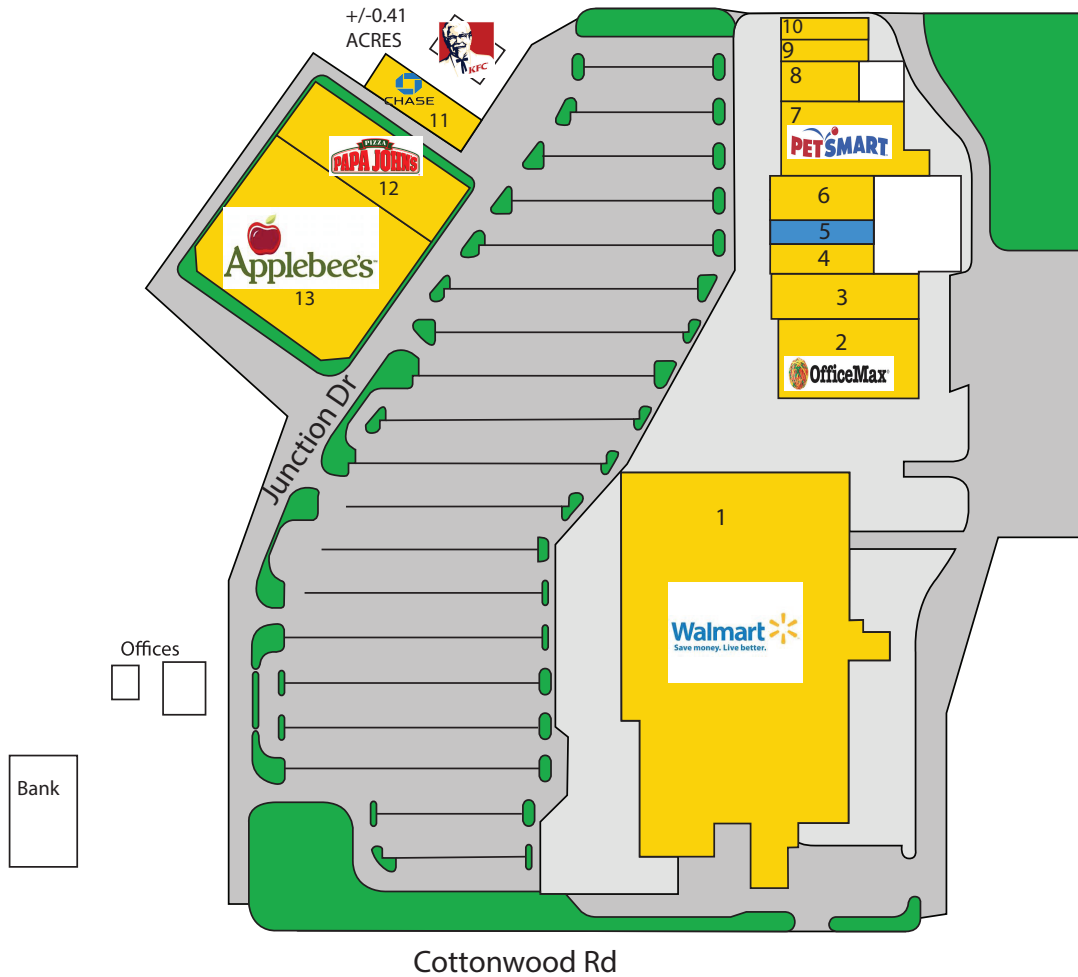 +/-0.41
ACRES
KFC
CHASE
11
PIZZA
PAPA JOHNS
12
Applebee's
13
10
9
8
7
PETSMART
6
5
4
3
2
OfficeMax
Junction Dr
1
Walmart
Save money. Live better.
Offices
Bank
Cottonwood Rd